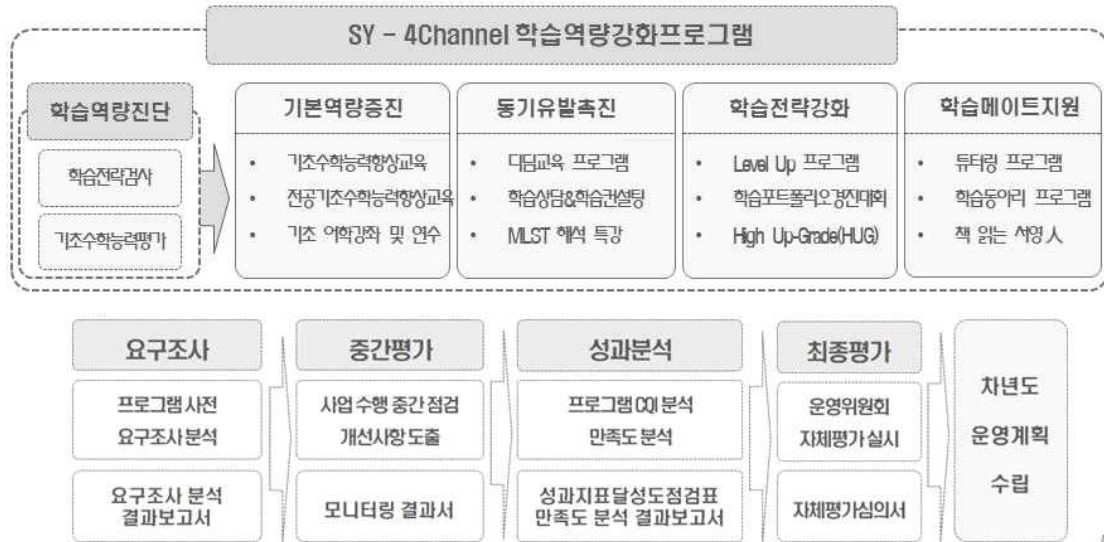 SY - 4Channel 학습역량강화프로그램
학습역량진단
학습전략검사
기초수학능력평가
기본역량증진
• 기초수학능력향상교육
• 전공기초수학능력향상교육
• 기초 어학강좌 및 연수
동기유발촉진
• 디딤교육 프로그램
• 학습상담&학습컨설팅
• MLST 해석 특강
학습전략강화
• Level Up 프로그램
• 학습포트폴리오경진대회
• High Up-Grade(HUG)
학습메이트지원
• 튜터링 프로그램
• 학습동아리 프로그램
• 책 읽는 서영人
요구조사
프로그램 사전
요구조사 분석
요구조사 분석
결과보고서
중간평가
사업 수행 중간 점검
개선사항 도출
모니터링 결과서
성과분석
프로그램 CQI 분석
만족도 분석
성과지표달성도점검표
만족도 분석 결과보고서
최종평가
운영위원회
자체평가 실시
자체평가심의서
차년도
운영계획
수립